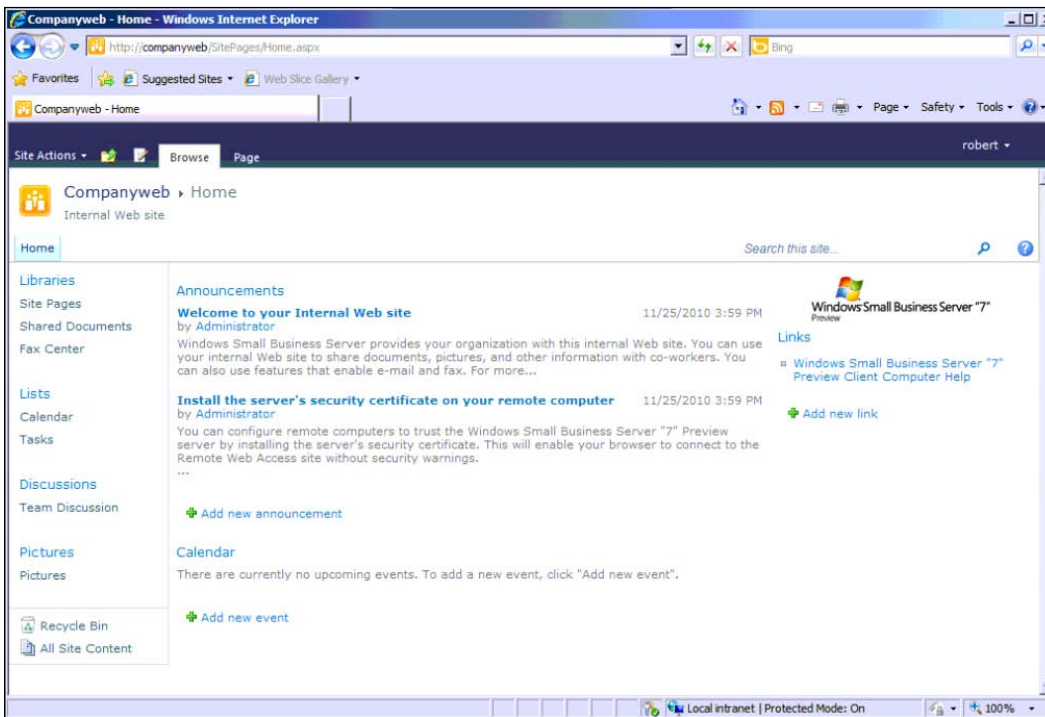 Companyweb - Home - Windows Internet Explorer
http://companyweb/SitePages/Home.aspx
Bing
Favorites
Suggested Sites
Web Slice Gallery
Companyweb - Home
Page
Safety
Tools
robert
Site Actions
Browse
Page
Companyweb
Home
Internal Web site
Home
Search this site...
Libraries
Site Pages
Shared Documents
Fax Center
Lists
Calendar
Tasks
Discussions
Team Discussion
Pictures
Pictures
Recycle Bin
All Site Content
Announcements
Welcome to your Internal Web site
11/25/2010 3:59 PM
by Administrator
Windows Small Business Server provides your organization with this internal Web site. You can use
your internal Web site to share documents, pictures, and other information with co-workers. You
can also use features that enable e-mail and fax. For more...
Install the server's security certificate on your remote computer
11/25/2010 3:59 PM
by Administrator
You can configure remote computers to trust the Windows Small Business Server "7" Preview
server by installing the server's security certificate. This will enable your browser to connect to the
Remote Web Access site without security warnings.
...
Add new announcement
Calendar
There are currently no upcoming events. To add a new event, click "Add new event".
Add new event
Windows Small Business Server "7"
Preview
Links
Windows Small Business Server "7"
Preview Client Computer Help
Add new link
Local intranet | Protected Mode: On
100%